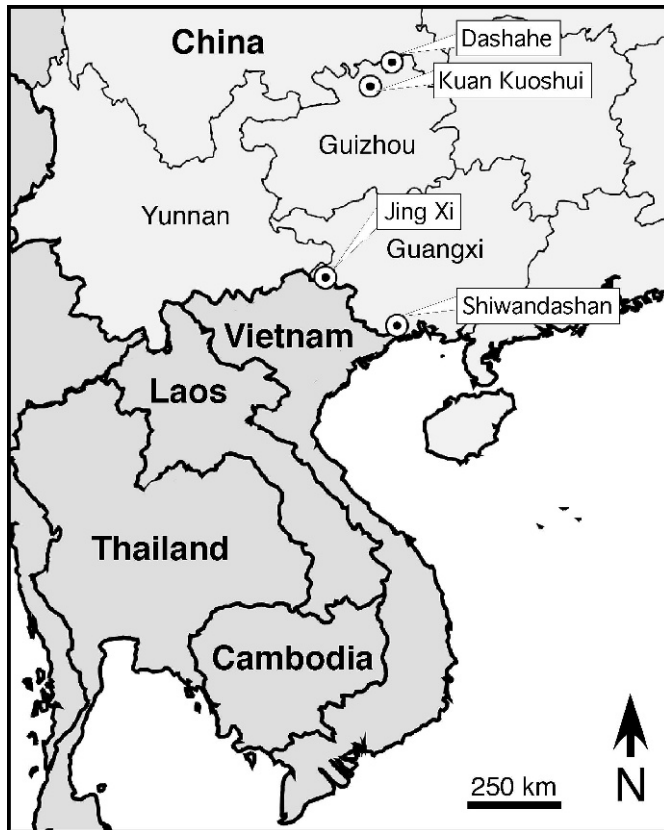 China
Dashahe
Kuan Kuoshui
Guizhou
Jing Xi
Yunnan
Guangxi
Shiwandashan
Vietnam
Laos
Thailand
Cambodia
N
250 km